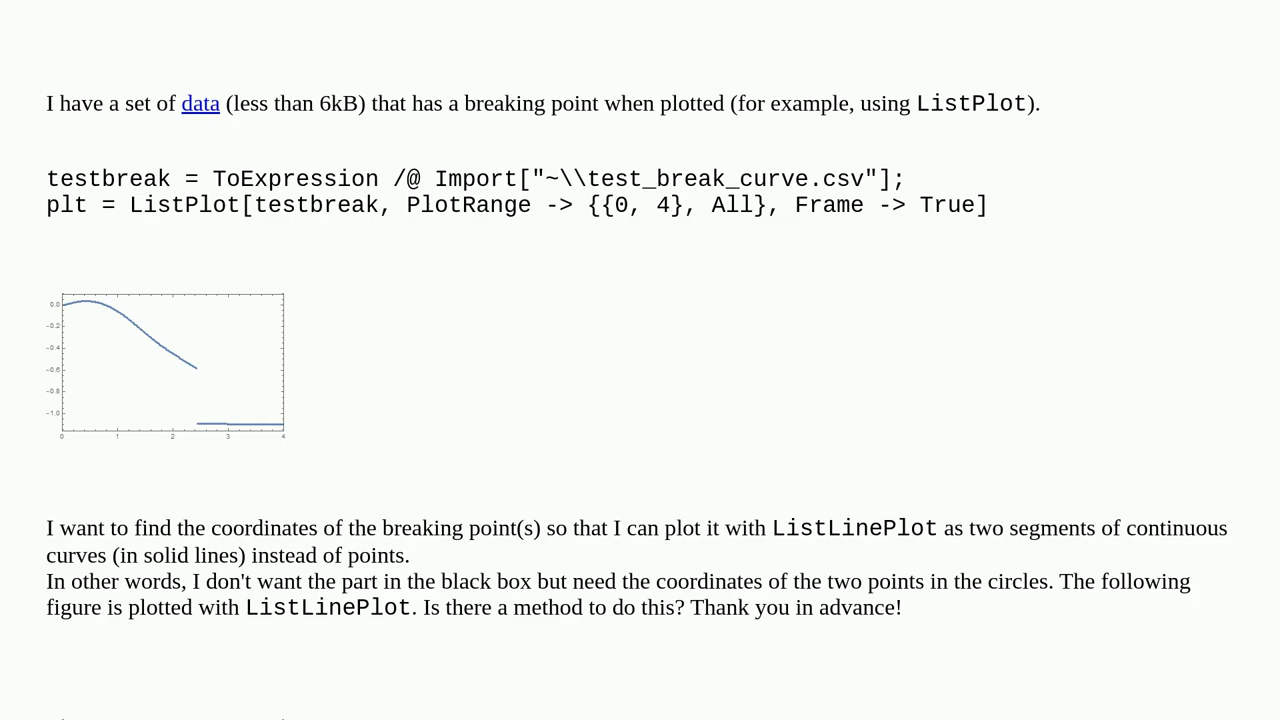 I have a set of data (less than 6kB) that has a breaking point when plotted (for example, using ListPlot).
testbreak = ToExpression /@ Import["~\\test_break_curve.csv"];
plt = ListPlot[testbreak, PlotRange -> {{0, 4}, All}, Frame -> True]
0.0
-0.2
-0.4
-0.6
-0.8
-1.0
0 1 2 3 4
I want to find the coordinates of the breaking point(s) so that I can plot it with ListLinePlot as two segments of continuous
curves (in solid lines) instead of points.
In other words, I don't want the part in the black box but need the coordinates of the two points in the circles. The following
figure is plotted with ListLinePlot. Is there a method to do this? Thank you in advance!